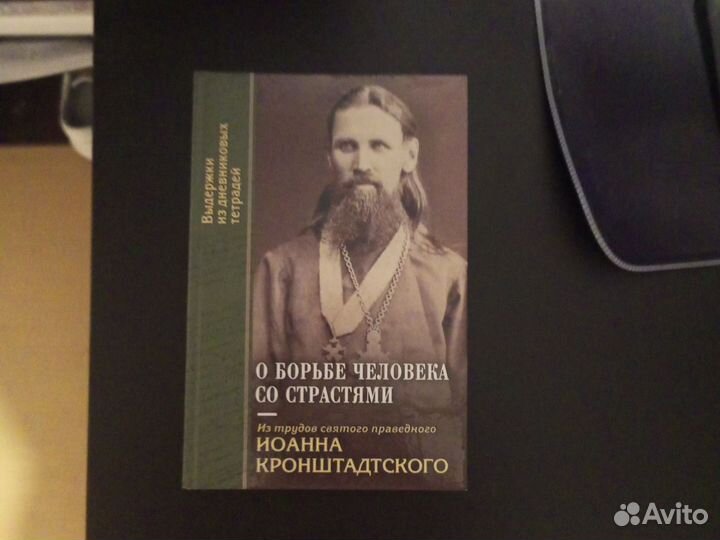 Выдержки
из дневниковых
тетрадей
О БОРЬБЕ ЧЕЛОВЕКА
СО СТРАСТЯМИ
Из трудов святого праведного
ИОАННА
КРОНШТАДТСКОГО
Avito